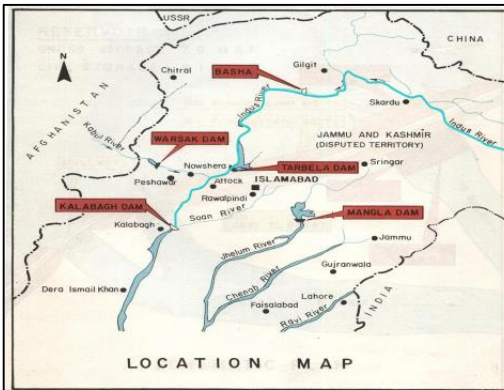 USSR
CHINA
N
Chitral
Gilgit
BASHA
Skardu
Indus River
Indus River
AFGHANISTAN
Kabul River
WARSAK DAM
JAMMU AND KASHMIR
(DISPUTED TERRITORY)
Nowshera
TARBELA DAM
Sringar
Peshawar
Attock
ISLAMABAD
Rawalpindi
KALABAGH DAM
Soan River
MANGLA DAM
Kalabagh
Jammu
Jhelum River
Gujranwala
Dera Ismail Khan
Chenab River
Faisalabad
Lahore
INDIA
Ravi River
LOCATION MAP